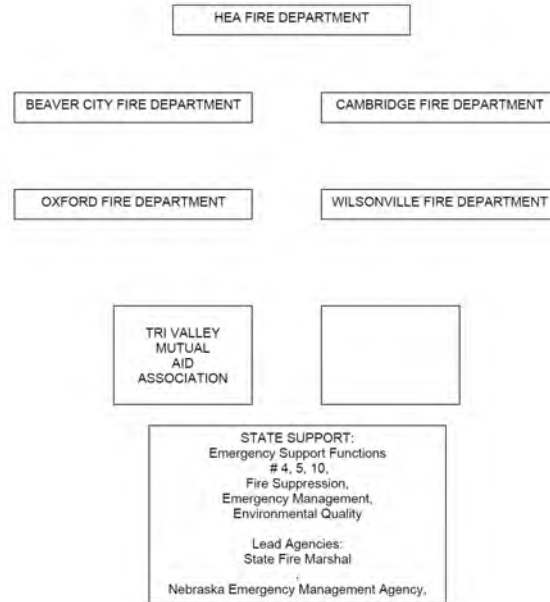 HEA FIRE DEPARTMENT
BEAVER CITY FIRE DEPARTMENT
CAMBRIDGE FIRE DEPARTMENT
OXFORD FIRE DEPARTMENT
WILSONVILLE FIRE DEPARTMENT
TRI VALLEY
MUTUAL
AID
ASSOCIATION
STATE SUPPORT:
Emergency Support Functions
# 4, 5, 10,
Fire Suppression,
Emergency Management,
Environmental Quality
Lead Agencies:
State Fire Marshal
,
Nebraska Emergency Management Agency,